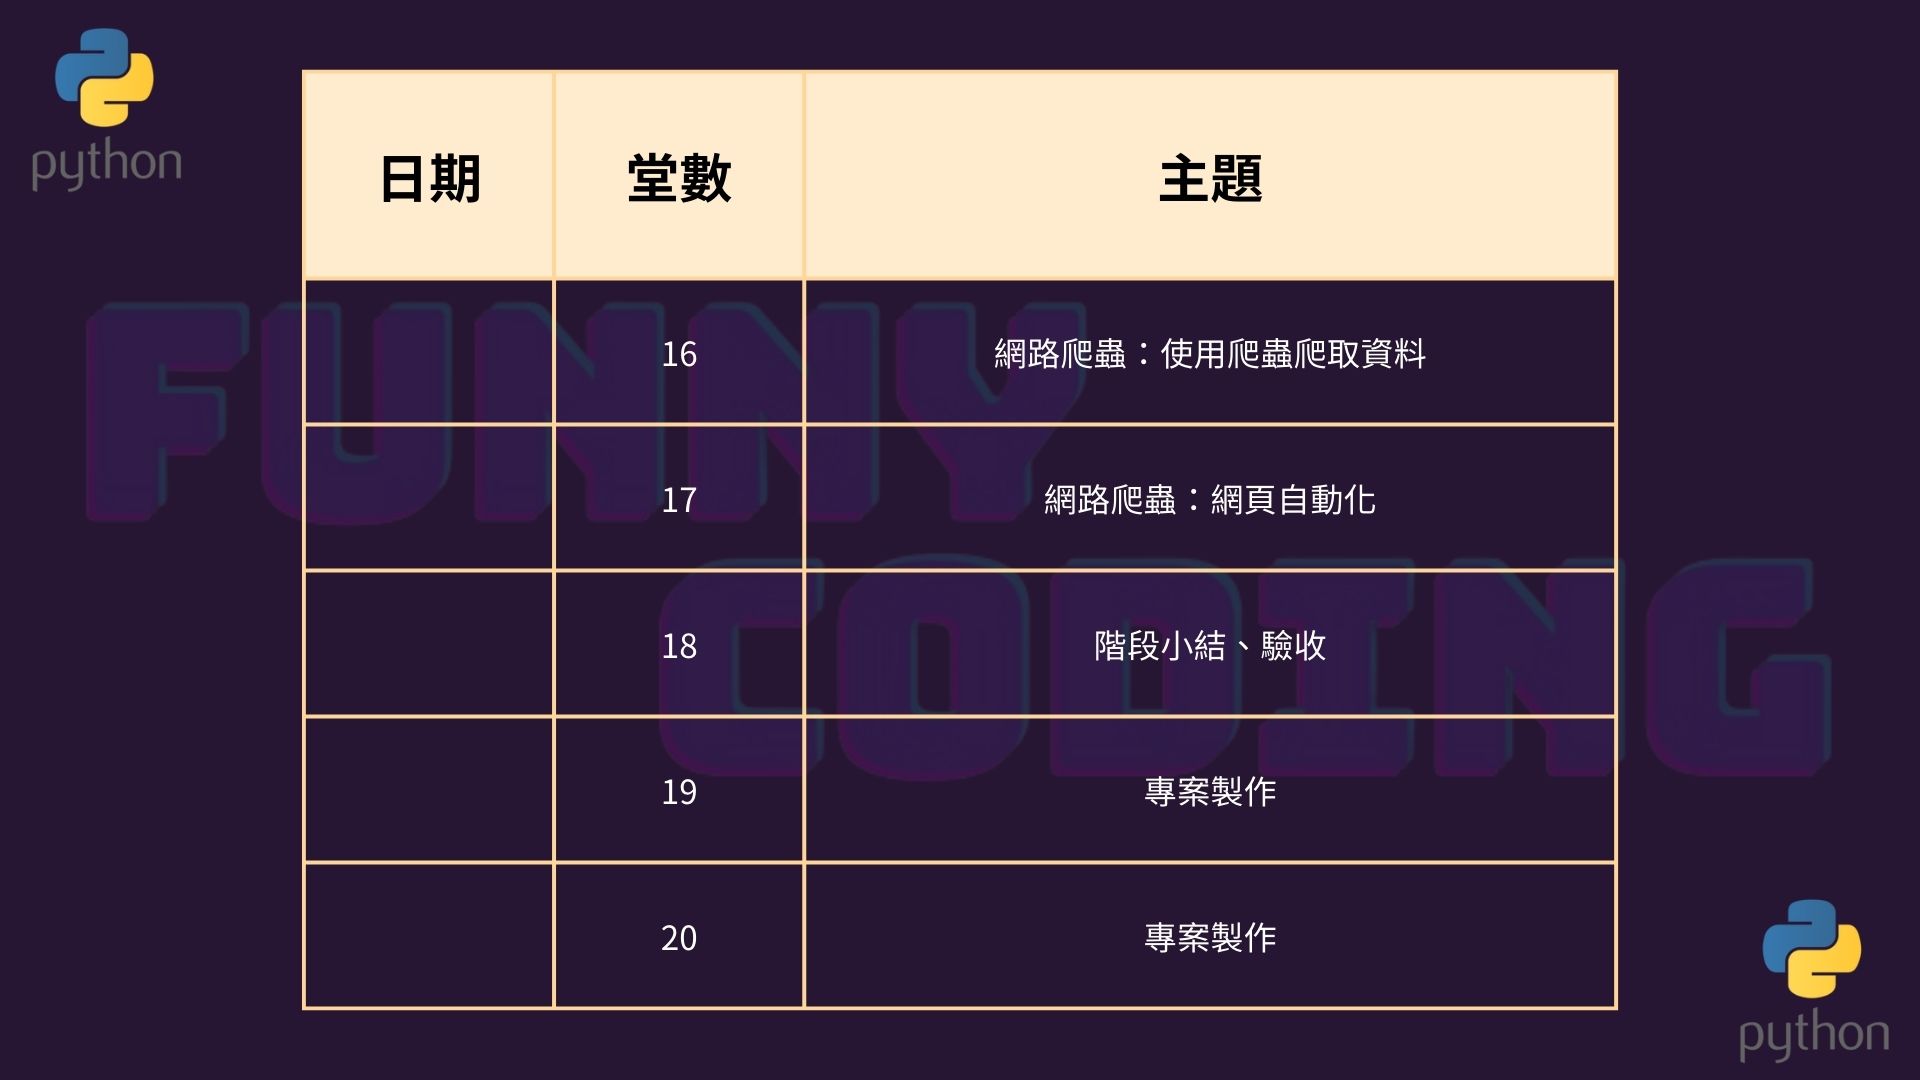 python
日期 堂數 主題
16 網路爬蟲：使用爬蟲爬取資料
17 網路爬蟲：網頁自動化
18 階段小結、驗收
19 專案製作
20 專案製作
FUNNY
CODING
python